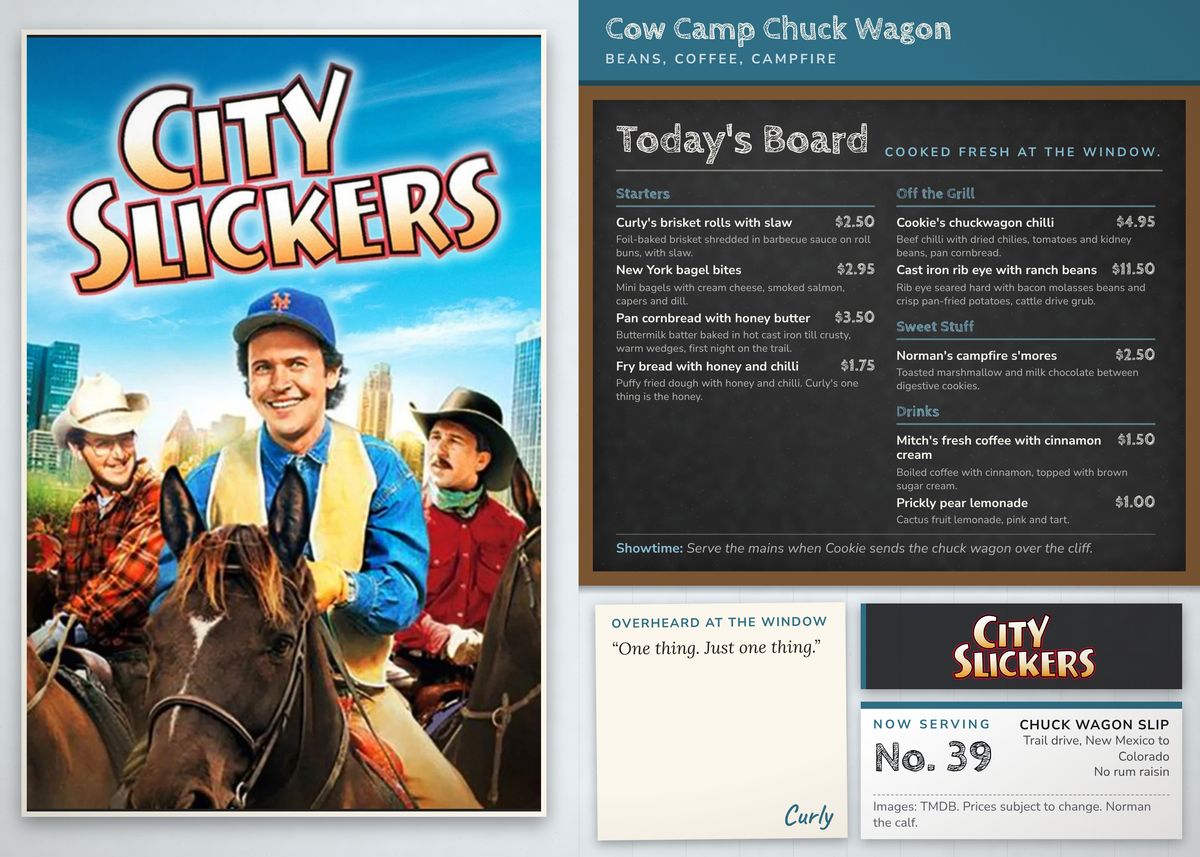 CITY
SLICKERS
Cow Camp Chuck Wagon
BEANS, COFFEE, CAMPFIRE
Today's Board
COOKED FRESH AT THE WINDOW.
Starters
Curly's brisket rolls with slaw $2.50
Foil-baked brisket shredded in barbecue sauce on roll
buns, with slaw.
New York bagel bites $2.95
Mini bagels with cream cheese, smoked salmon,
capers and dill.
Pan cornbread with honey butter $3.50
Buttermilk batter baked in hot cast iron till crusty,
warm wedges, first night on the trail.
Fry bread with honey and chilli $1.75
Puffy fried dough with honey and chilli. Curly's one
thing is the honey.
Off the Grill
Cookie's chuckwagon chilli $4.95
Beef chilli with dried chilies, tomatoes and kidney
beans, pan cornbread.
Cast iron rib eye with ranch beans $11.50
Rib eye seared hard with bacon molasses beans and
crisp pan-fried potatoes, cattle drive grub.
Sweet Stuff
Norman's campfire s'mores $2.50
Toasted marshmallow and milk chocolate between
digestive cookies.
Drinks
Mitch's fresh coffee with cinnamon $1.50
cream
Boiled coffee with cinnamon, topped with brown
sugar cream.
Prickly pear lemonade $1.00
Cactus fruit lemonade, pink and tart.
Showtime: Serve the mains when Cookie sends the chuck wagon over the cliff.
OVERHEARD AT THE WINDOW
“One thing. Just one thing.”
Curly
CITY
SLICKERS
NOW SERVING
No. 39
CHUCK WAGON SLIP
Trail drive, New Mexico to
Colorado
No rum raisin
Images: TMDB. Prices subject to change. Norman
the calf.